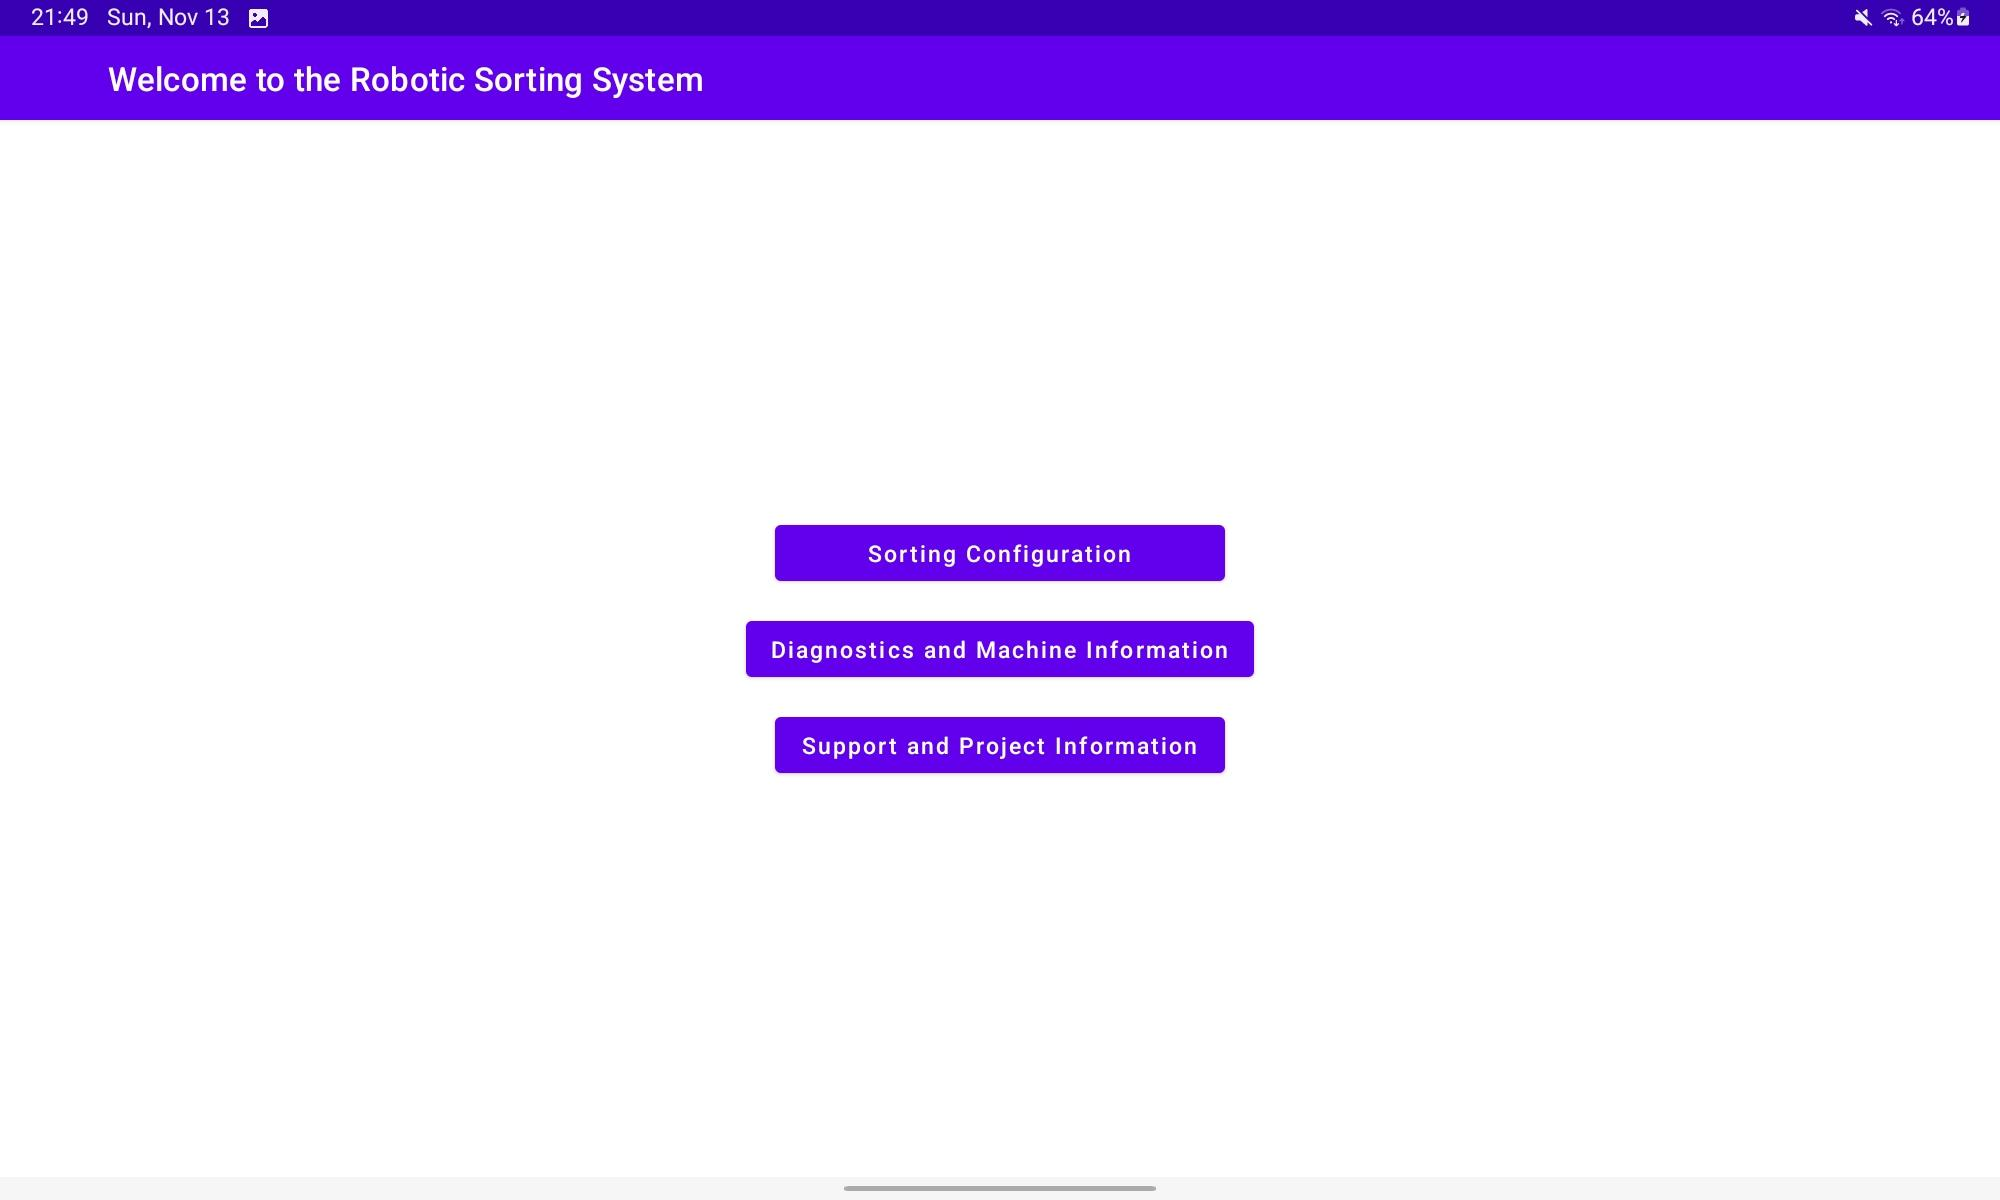 21:49 Sun, Nov 13 64%
Welcome to the Robotic Sorting System
Sorting Configuration
Diagnostics and Machine Information
Support and Project Information